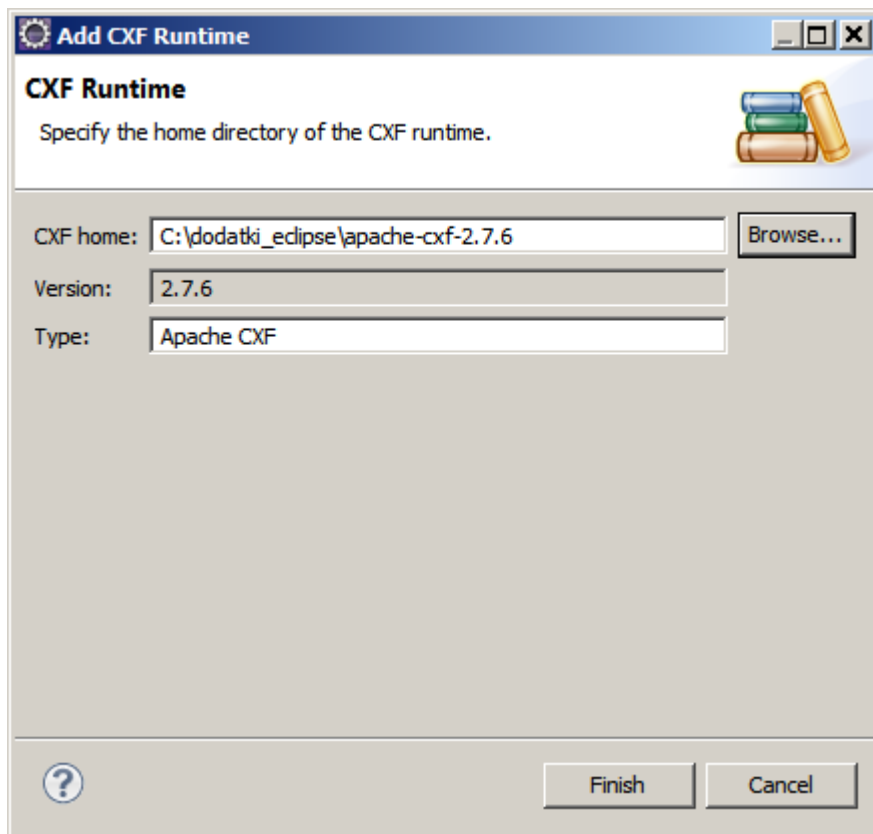 Add CXF Runtime
CXF Runtime
Specify the home directory of the CXF runtime.
CXF home: C:\dodatki_eclipse\apache-cxf-2.7.6 Browse...
Version: 2.7.6
Type: Apache CXF
? Finish Cancel